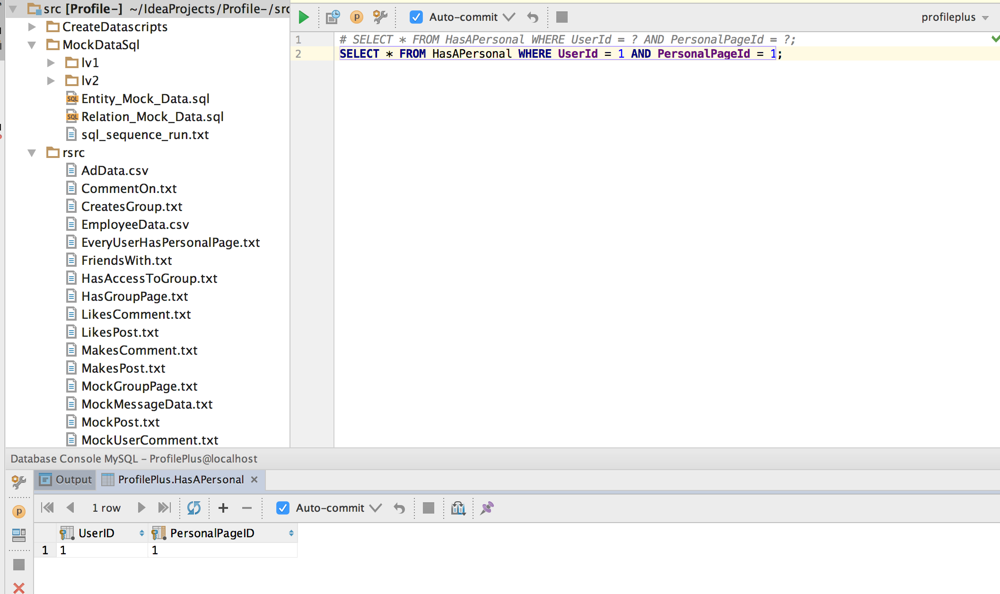 src [Profile-] ~/IdeaProjects/Profile-/src
CreateDatascripts
MockDataSql
lv1
lv2
SQL Entity_Mock_Data.sql
SQL Relation_Mock_Data.sql
sql_sequence_run.txt
rsrc
AdData.csv
CommentOn.txt
CreatesGroup.txt
EmployeeData.csv
EveryUserHasPersonalPage.txt
FriendsWith.txt
HasAccessToGroup.txt
HasGroupPage.txt
LikesComment.txt
LikesPost.txt
MakesComment.txt
MakesPost.txt
MockGroupPage.txt
MockMessageData.txt
MockPost.txt
MockUserComment.txt
p Auto-commit profileplus
1 # SELECT * FROM HasAPersonal WHERE UserId = ? AND PersonalPageId = ?;
2 SELECT * FROM HasAPersonal WHERE UserId = 1 AND PersonalPageId = 1;
Database Console MySQL – ProfilePlus@localhost
Output ProfilePlus.HasAPersonal
p 1 row Auto-commit
UserID PersonalPageID
1 1 1